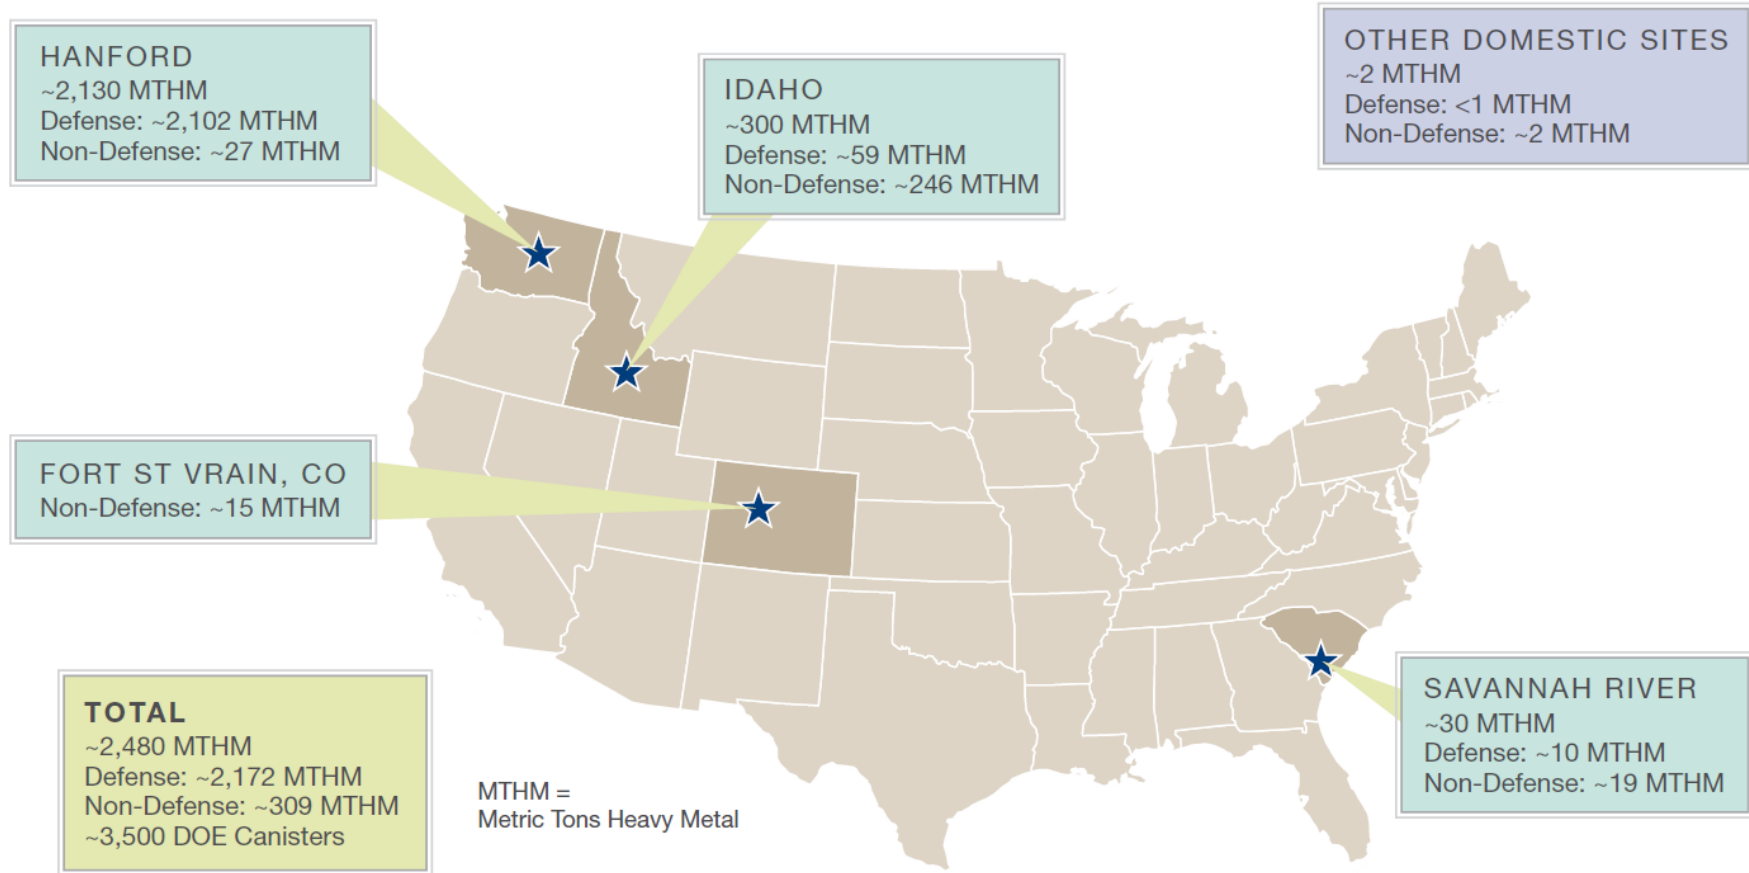 HANFORD
~2,130 MTHM
Defense: ~2,102 MTHM
Non-Defense: ~27 MTHM
IDAHO
~300 MTHM
Defense: ~59 MTHM
Non-Defense: ~246 MTHM
OTHER DOMESTIC SITES
~2 MTHM
Defense: <1 MTHM
Non-Defense: ~2 MTHM
FORT ST VRAIN, CO
Non-Defense: ~15 MTHM
TOTAL
~2,480 MTHM
Defense: ~2,172 MTHM
Non-Defense: ~309 MTHM
~3,500 DOE Canisters
MTHM =
Metric Tons Heavy Metal
SAVANNAH RIVER
~30 MTHM
Defense: ~10 MTHM
Non-Defense: ~19 MTHM